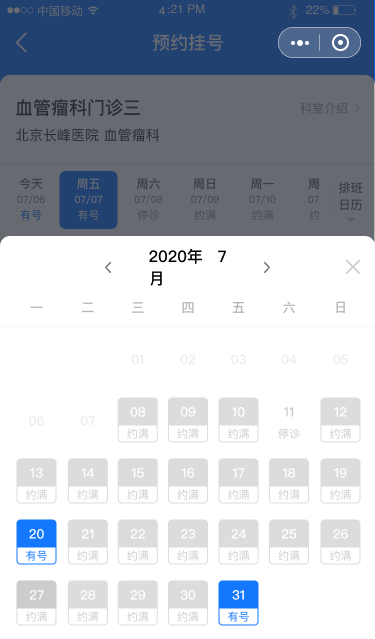 中国移动 4:21 PM 22%
预约挂号
血管瘤科门诊三 科室介绍
北京长峰医院 血管瘤科
今天 周五 周六 周日 周一 周 排班
07/06 07/07 07/08 07/09 07/10 07 日历
有号 有号 停诊 约满 约满 约
2020年 7
月
一 二 三 四 五 六 日
01 02 03 04 05
06 07 08 09 10 11 12
约满 约满 约满 停诊 约满
13 14 15 16 17 18 19
约满 约满 约满 约满 约满 约满 约满
20 21 22 23 24 25 26
有号 约满 约满 约满 约满 约满 约满
27 28 29 30 31
约满 约满 约满 约满 有号